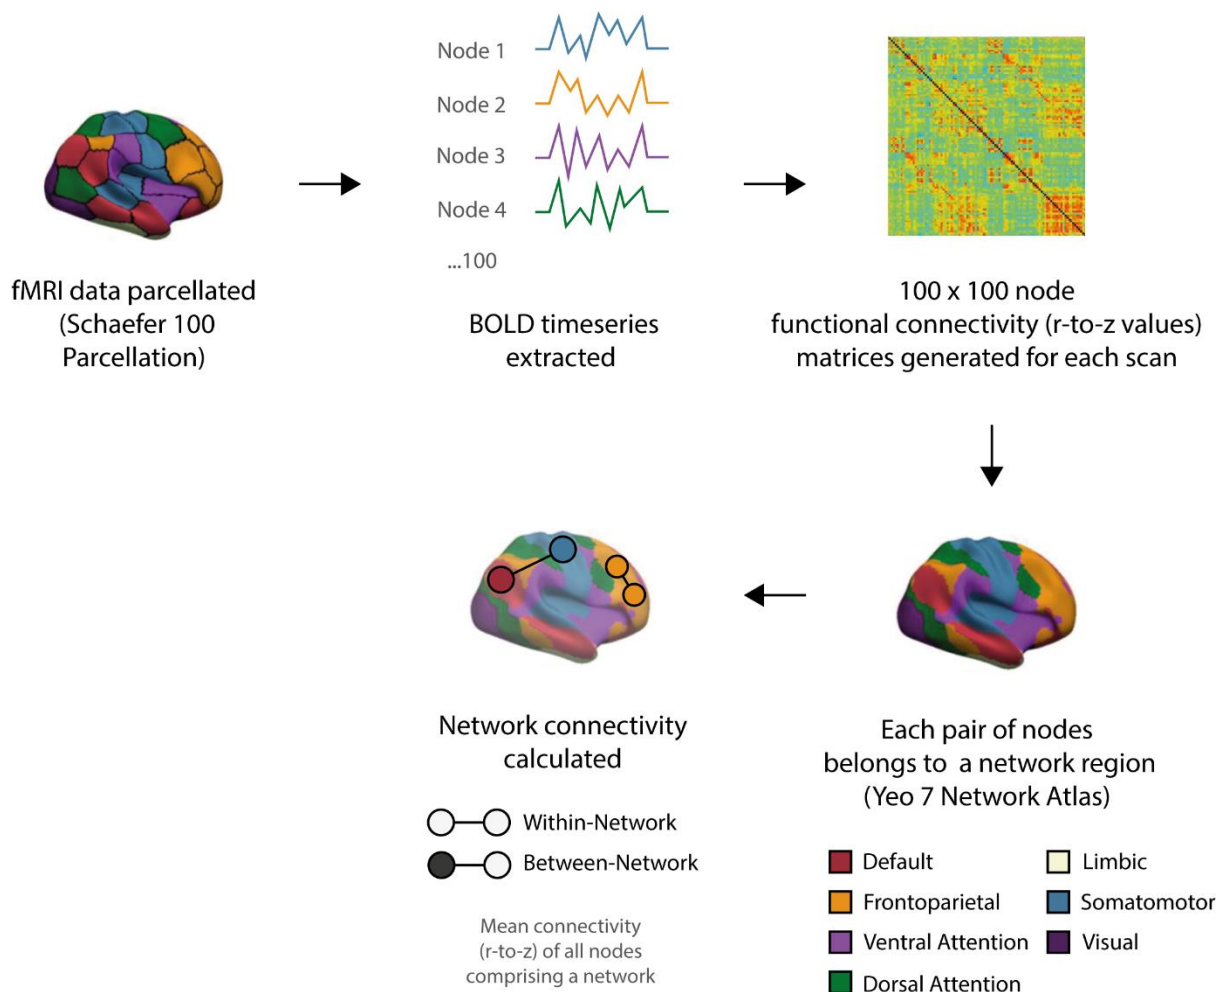 fMRI data parcellated
(Schaefer 100
Parcellation)
Node 1
Node 2
Node 3
Node 4
...100
BOLD timeseries
extracted
100 x 100 node
functional connectivity (r-to-z values)
matrices generated for each scan
Each pair of nodes
belongs to a network region
(Yeo 7 Network Atlas)
Default
Frontoparietal
Ventral Attention
Dorsal Attention
Limbic
Somatomotor
Visual
Network connectivity
calculated
Within-Network
Between-Network
Mean connectivity
(r-to-z) of all nodes
comprising a network